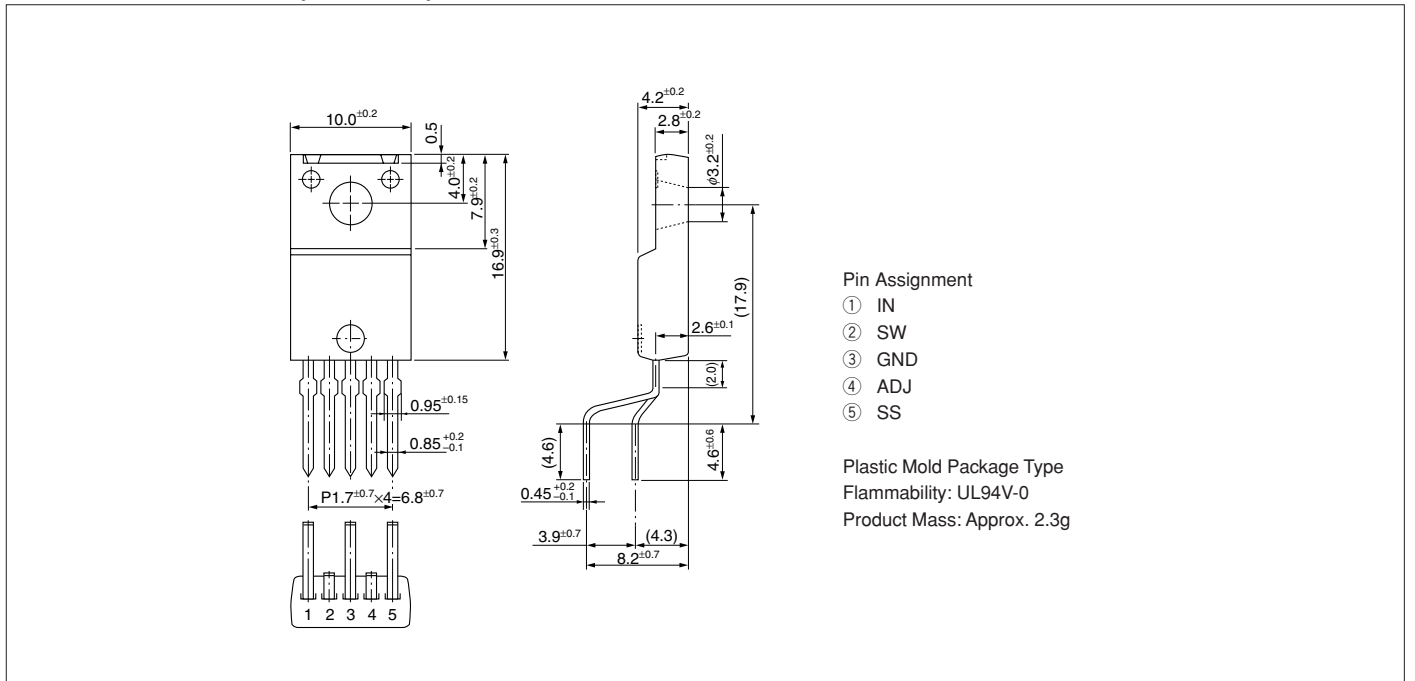 10.0±0.2
0.5
4.0±0.2
7.9±0.2
16.9±0.3
0.95±0.15
0.85 +0.2 −0.1
P1.7±0.7×4=6.8±0.7
1 2 3 4 5
4.2±0.2
2.8±0.2
φ3.2±0.2
(17.9)
2.6±0.1
(2.0)
(4.6)
4.6±0.6
0.45 +0.2 −0.1
3.9±0.7
(4.3)
8.2±0.7
Pin Assignment
① IN
② SW
③ GND
④ ADJ
⑤ SS
Plastic Mold Package Type
Flammability: UL94V-0
Product Mass: Approx. 2.3g